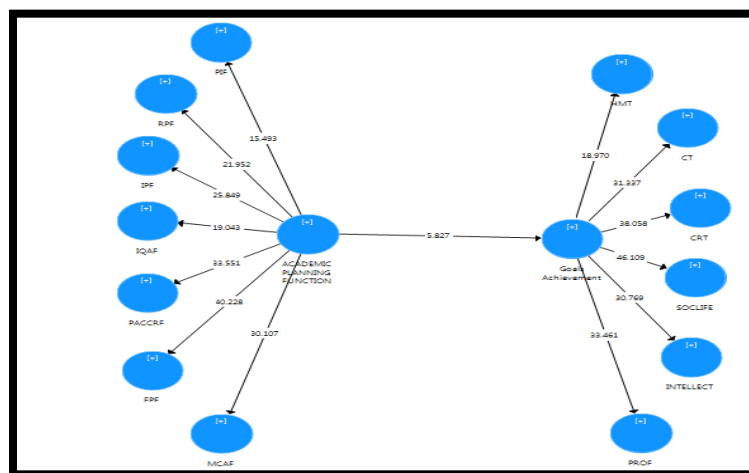 [+]
PIF
[+]
RPF
[+]
IPF
[+]
IQAF
[+]
PACCRF
[+]
FPF
[+]
MCAF
15.493
21.952
25.849
19.043
33.551
40.228
30.107
[+]
ACADEMIC
PLANNING
FUNCTION
5.827
[+]
Goals
Achievement
18.970
31.337
38.058
46.109
30.769
33.461
[+]
HMT
[+]
CT
[+]
CRT
[+]
SOCLIFE
[+]
INTELLECT
[+]
PROF